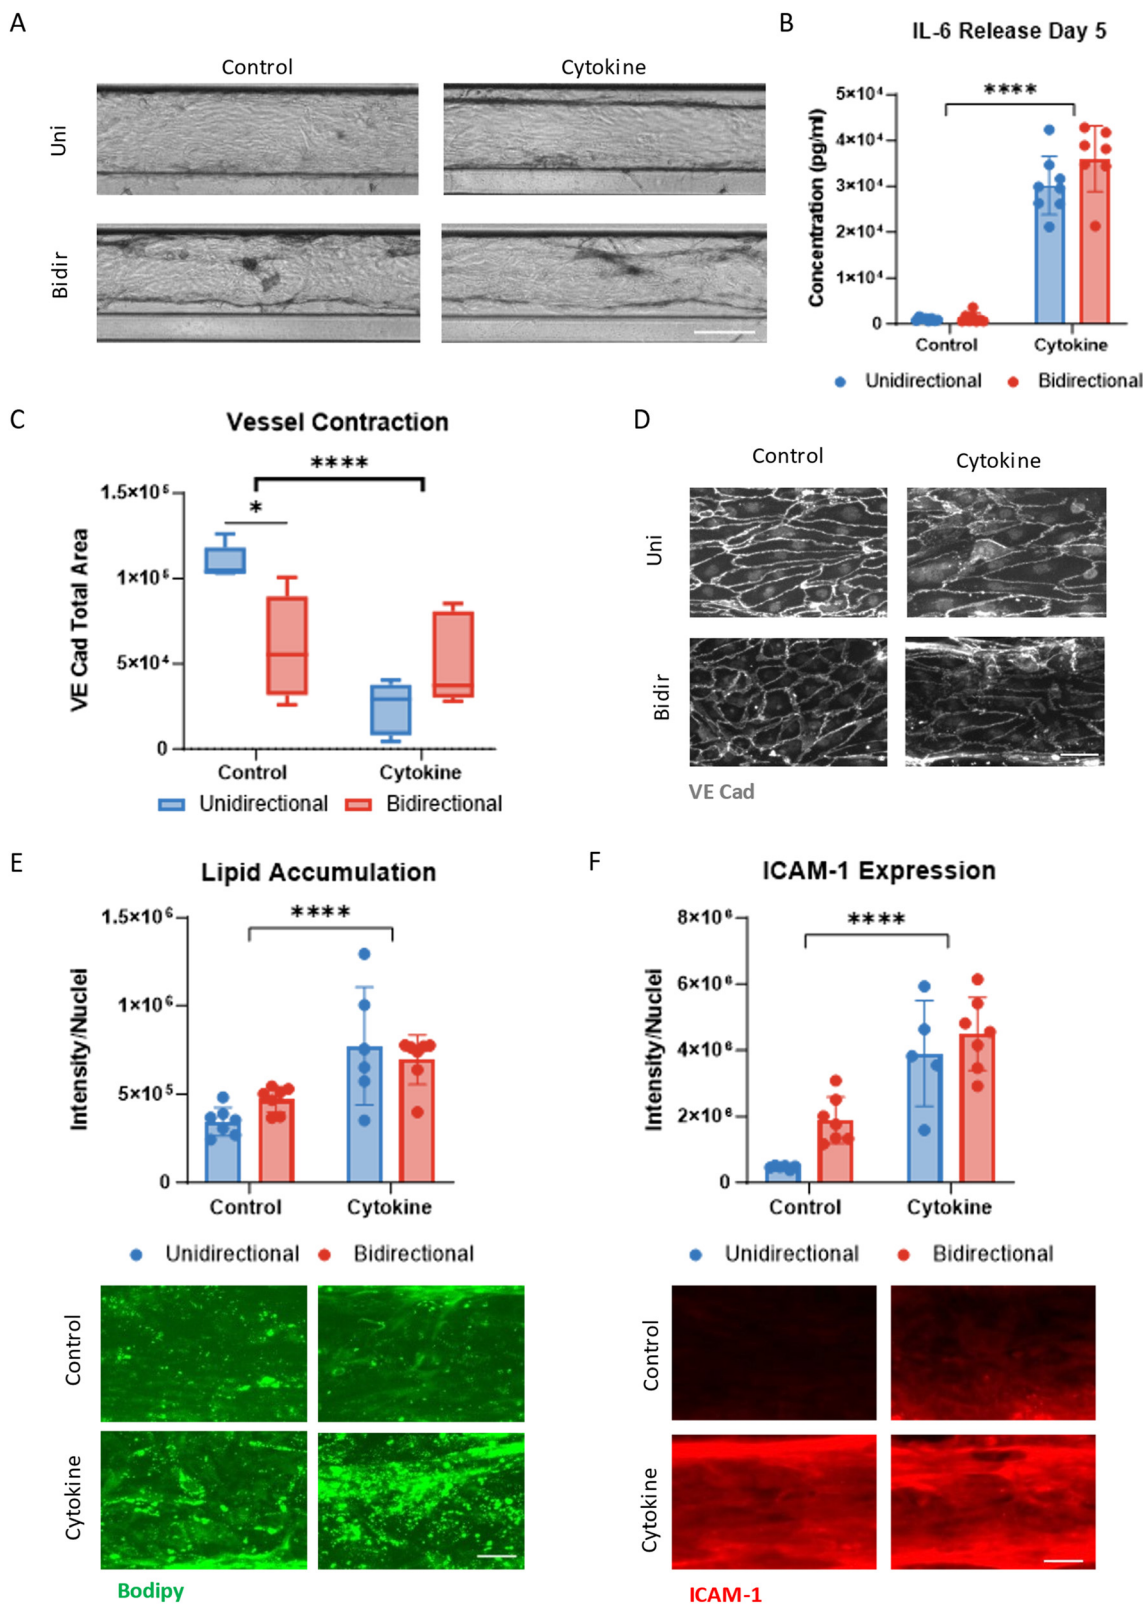 A
Control
Cytokine
Uni
Bidir
B
IL-6 Release Day 5
Concentration (pg/ml)
5×10⁴
4×10⁴
3×10⁴
2×10⁴
1×10⁴
0
****
Control
Cytokine
Unidirectional
Bidirectional
C
Vessel Contraction
VE Cad Total Area
1.5×10⁵
1×10⁵
5×10⁴
0
****
*
Control
Cytokine
Unidirectional
Bidirectional
D
Control
Cytokine
Uni
Bidir
VE Cad
E
Lipid Accumulation
Intensity/Nuclei
1.5×10⁶
1×10⁶
5×10⁵
0
****
Control
Cytokine
Unidirectional
Bidirectional
Control
Cytokine
Bodipy
F
ICAM-1 Expression
Intensity/Nuclei
8×10⁶
6×10⁶
4×10⁶
2×10⁶
0
****
Control
Cytokine
Unidirectional
Bidirectional
Control
Cytokine
ICAM-1